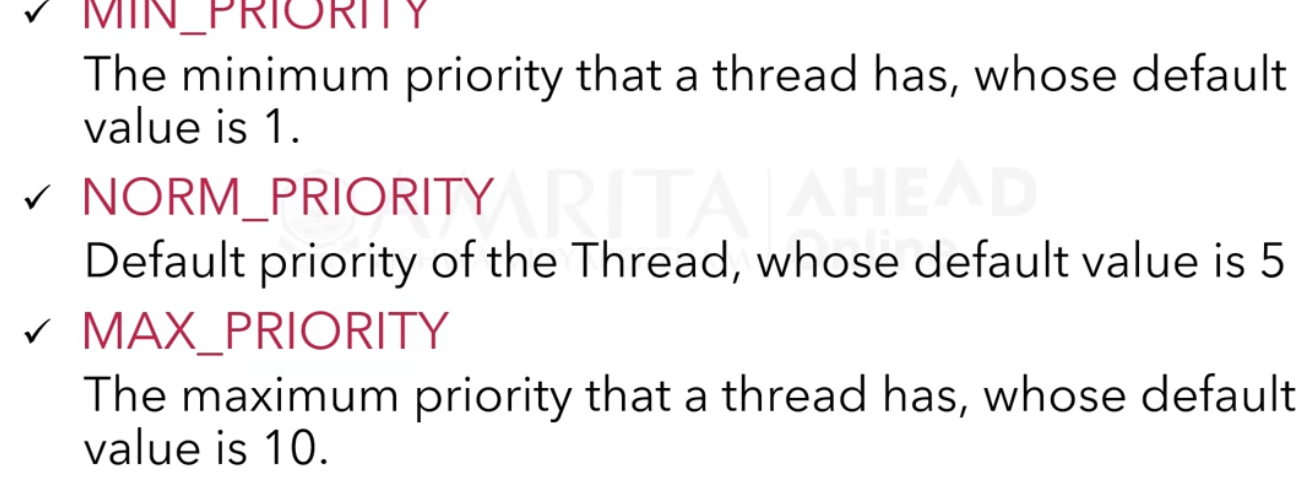 ✓ MIN_PRIORITY
The minimum priority that a thread has, whose default
value is 1.
AMRITA AHEAD
✓ NORM_PRIORITY
Online
Default priority of the Thread, whose default value is 5
✓ MAX_PRIORITY
The maximum priority that a thread has, whose default
value is 10.